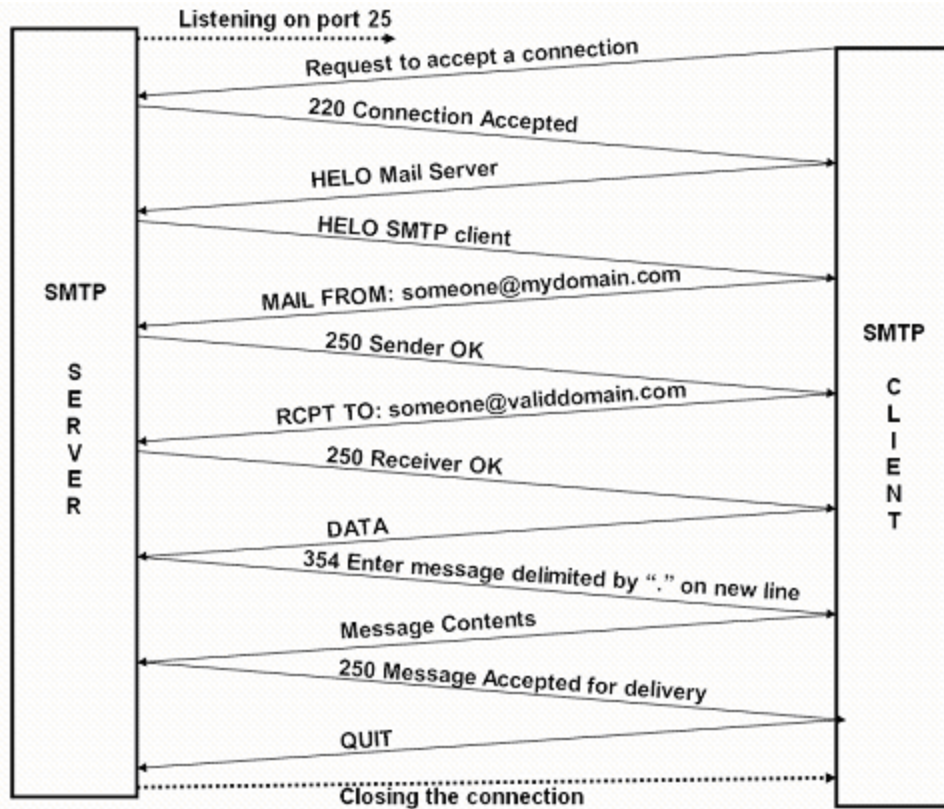 Listening on port 25
Request to accept a connection
220 Connection Accepted
HELO Mail Server
HELO SMTP client
SMTP
SERVER
MAIL FROM: someone@mydomain.com
250 Sender OK
SMTP
CLIENT
RCPT TO: someone@validdomain.com
250 Receiver OK
DATA
354 Enter message delimited by “.” on new line
Message Contents
250 Message Accepted for delivery
QUIT
Closing the connection